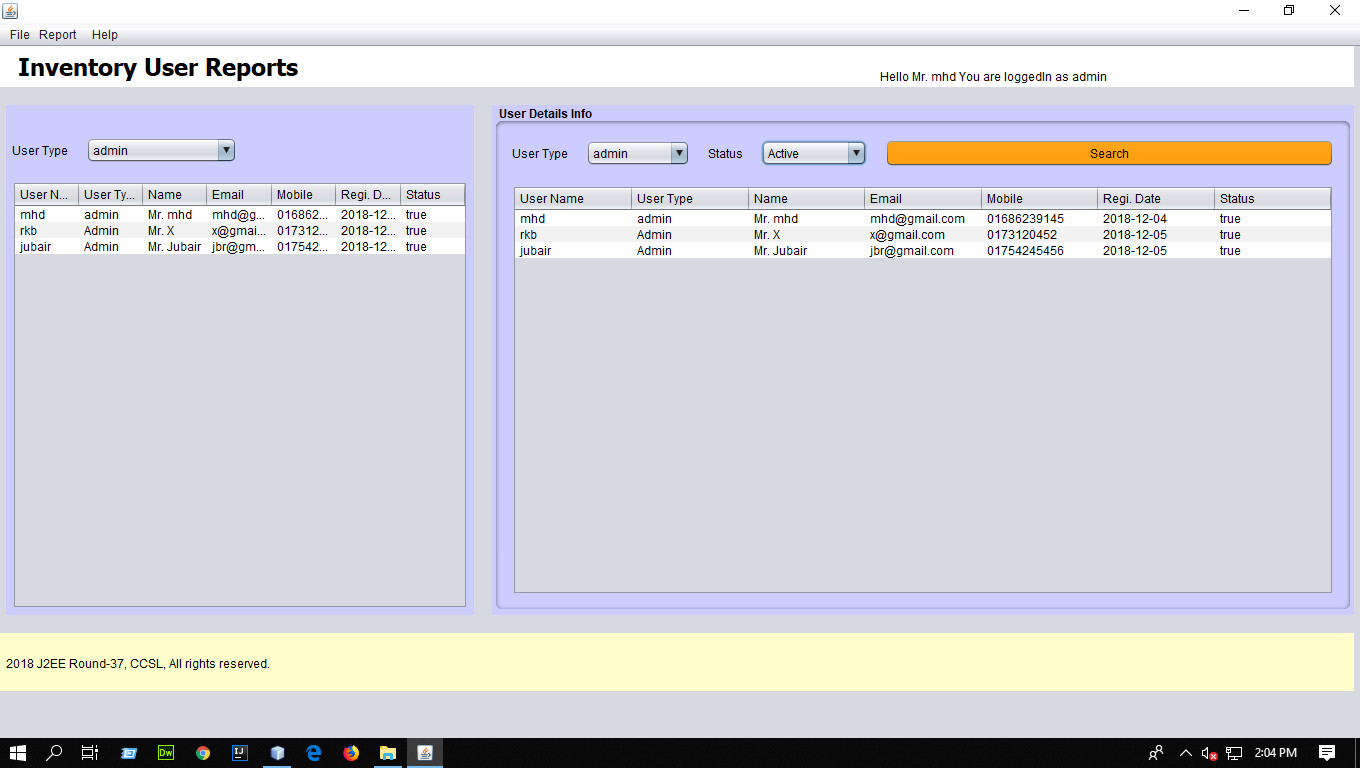 File Report Help
Inventory User Reports
Hello Mr. mhd You are loggedIn as admin
User Type admin
User N... User Ty... Name Email Mobile Regi. D... Status
mhd admin Mr. mhd mhd@g... 016862... 2018-12... true
rkb Admin Mr. X x@gmai... 017312... 2018-12... true
jubair Admin Mr. Jubair jbr@gm... 017542... 2018-12... true
User Details Info
User Type admin Status Active Search
User Name User Type Name Email Mobile Regi. Date Status
mhd admin Mr. mhd mhd@gmail.com 01686239145 2018-12-04 true
rkb Admin Mr. X x@gmail.com 0173120452 2018-12-05 true
jubair Admin Mr. Jubair jbr@gmail.com 01754245456 2018-12-05 true
2018 J2EE Round-37, CCSL, All rights reserved.
Dw IJ 2:04 PM